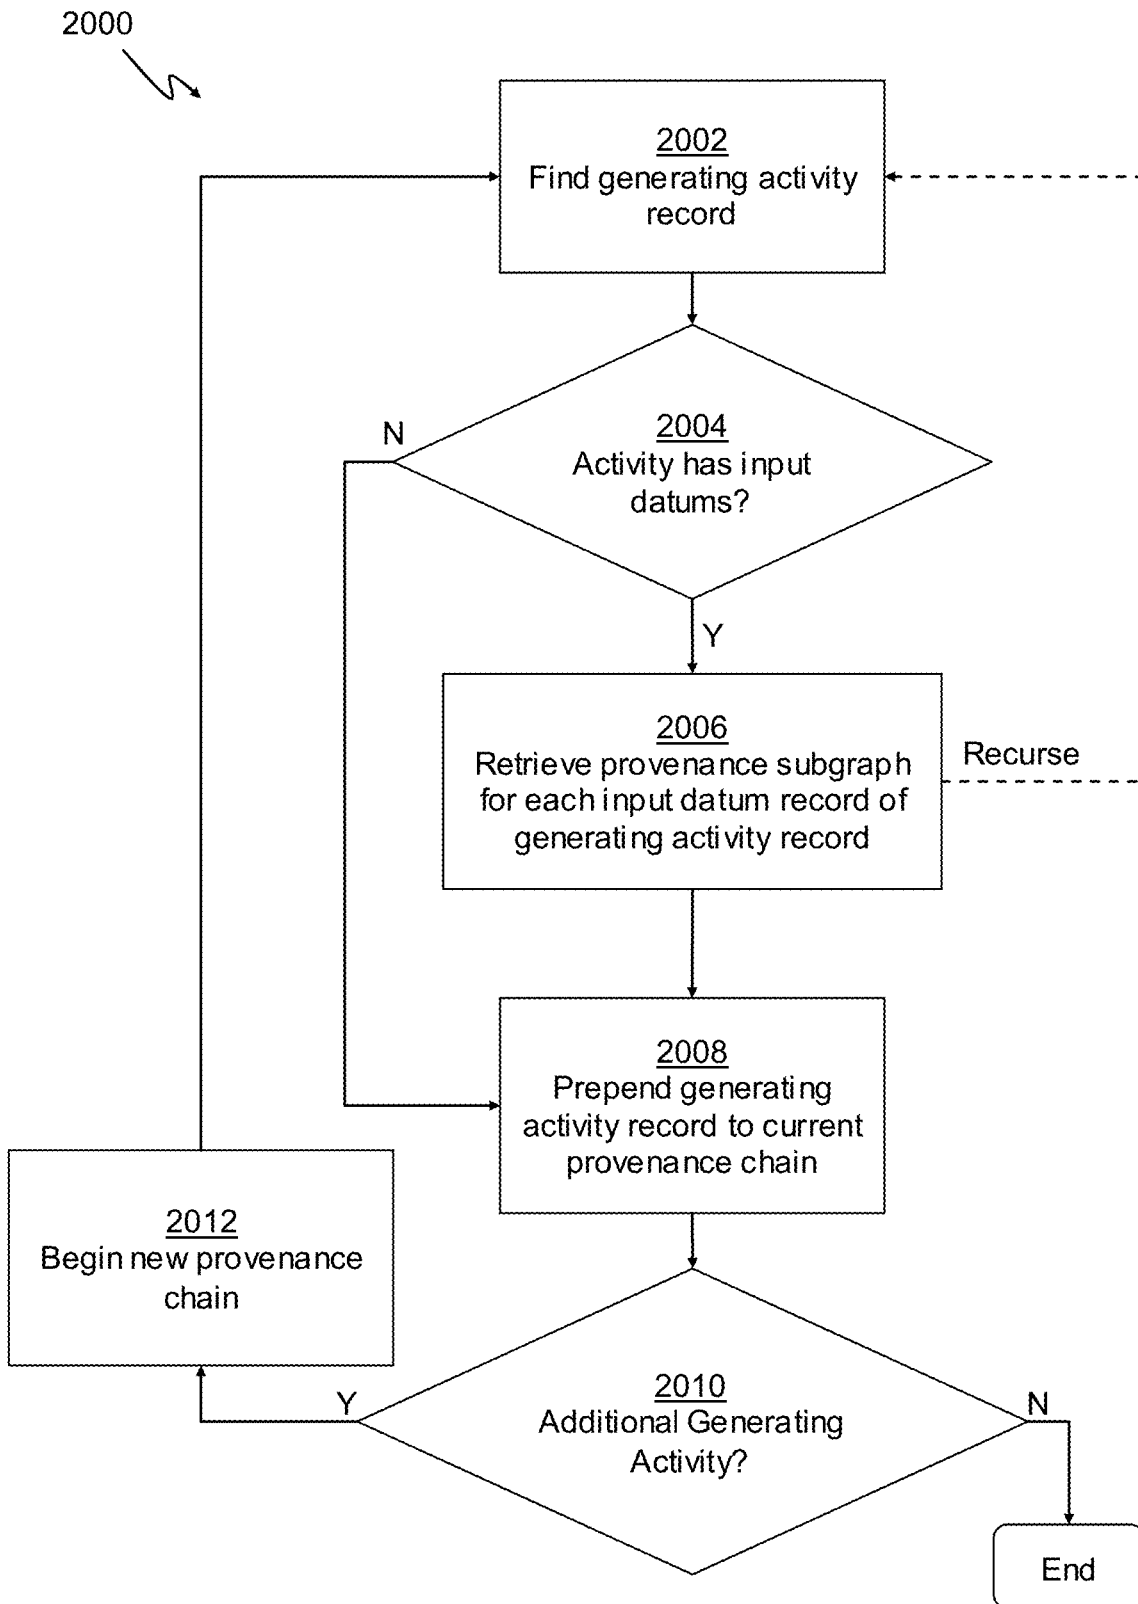 2000
2002
Find generating activity
record
N
2004
Activity has input
datums?
Y
2006
Retrieve provenance subgraph
for each input datum record of
generating activity record
Recurse
2008
Prepend generating
activity record to current
provenance chain
2012
Begin new provenance
chain
Y
2010
Additional Generating
Activity?
N
End